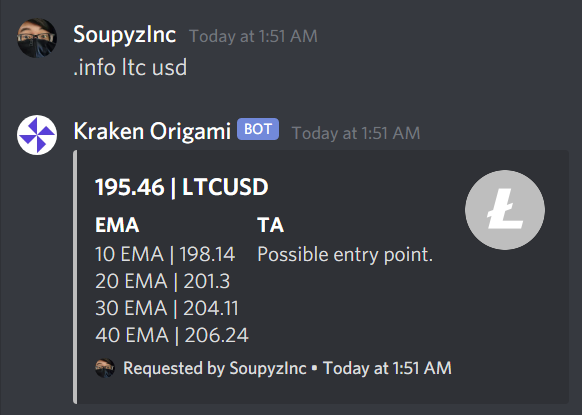 SoupyzInc Today at 1:51 AM
.info ltc usd
Kraken Origami BOT Today at 1:51 AM
195.46 | LTCUSD
EMA TA
10 EMA | 198.14 Possible entry point.
20 EMA | 201.3
30 EMA | 204.11
40 EMA | 206.24
Requested by SoupyzInc • Today at 1:51 AM